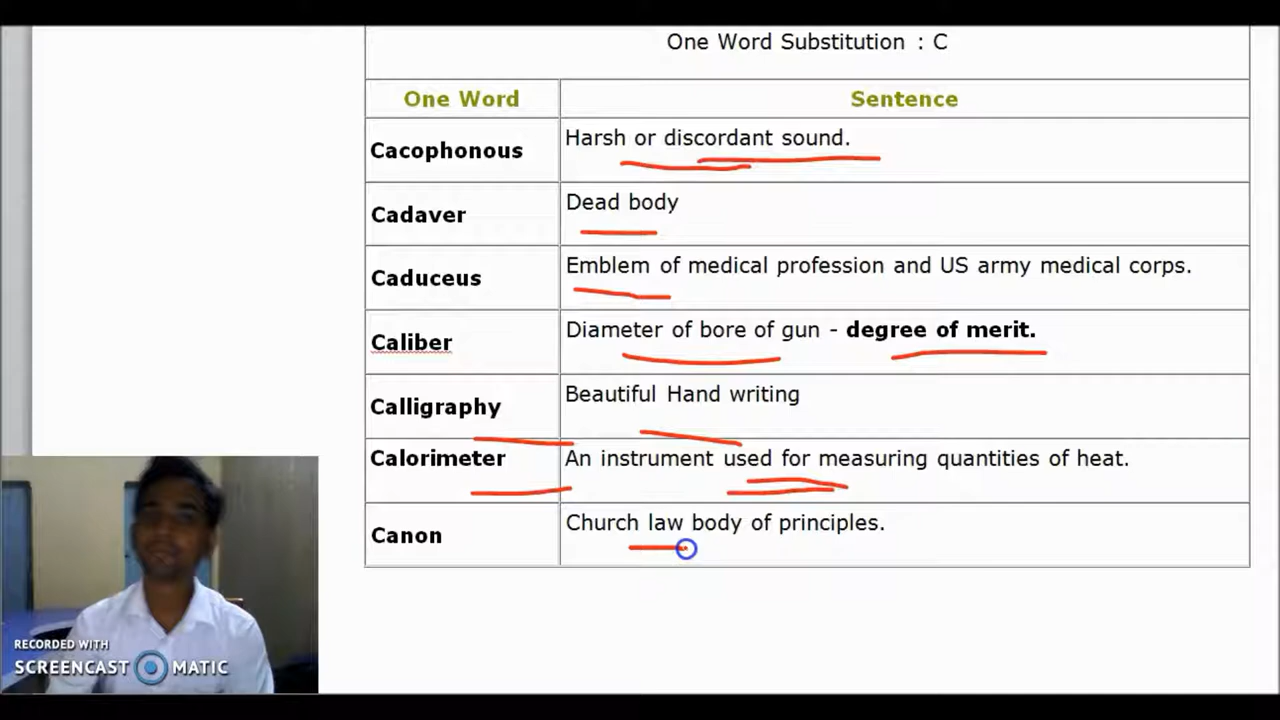 One Word Substitution : C
One Word Sentence
Cacophonous Harsh or discordant sound.
Cadaver Dead body
Caduceus Emblem of medical profession and US army medical corps.
Caliber Diameter of bore of gun - degree of merit.
Calligraphy Beautiful Hand writing
Calorimeter An instrument used for measuring quantities of heat.
Canon Church law body of principles.
RECORDED WITH
SCREENCAST MATIC